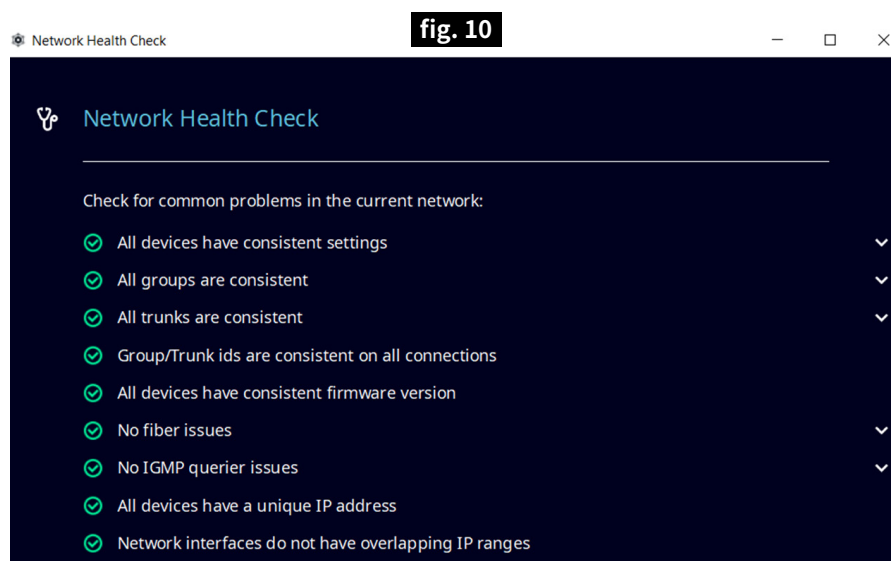 fig. 10
Network Health Check
Network Health Check
Check for common problems in the current network:
All devices have consistent settings
All groups are consistent
All trunks are consistent
Group/Trunk ids are consistent on all connections
All devices have consistent firmware version
No fiber issues
No IGMP querier issues
All devices have a unique IP address
Network interfaces do not have overlapping IP ranges